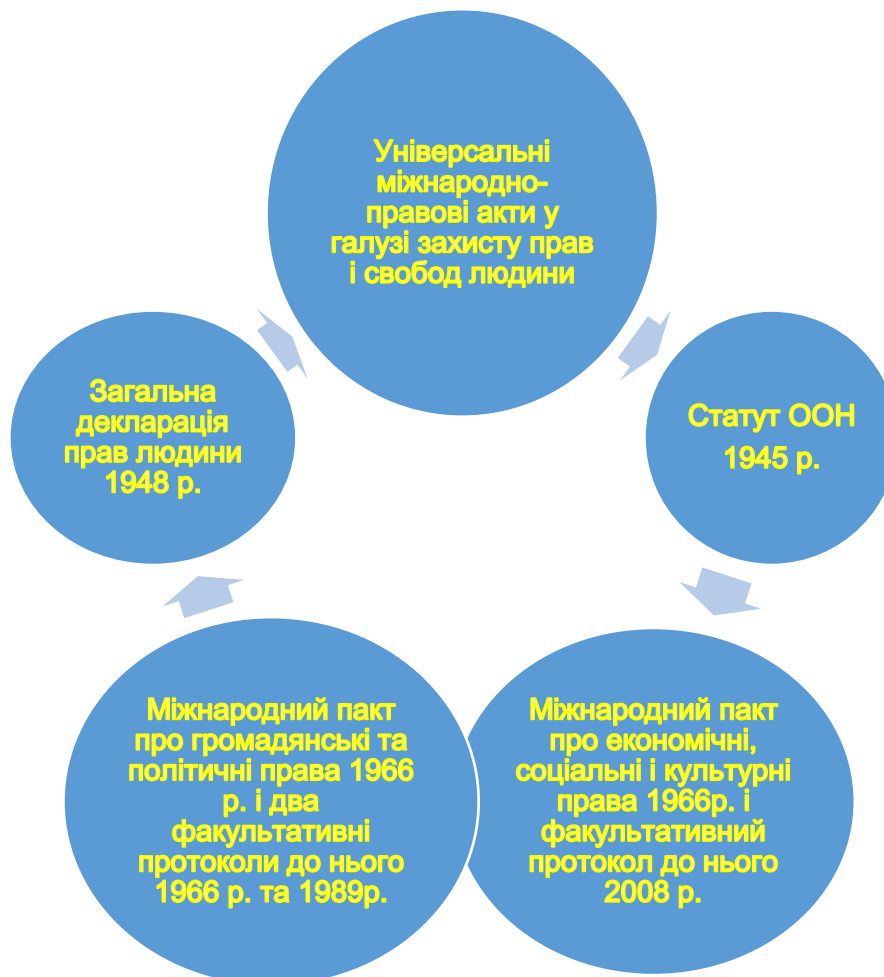 Універсальні
міжнародно-
правові акти у
галузі захисту прав
і свобод людини
Загальна
декларація
прав людини
1948 р.
Статут ООН
1945 р.
Міжнародний пакт
про громадянські та
політичні права 1966
р. і два
факультативні
протоколи до нього
1966 р. та 1989р.
Міжнародний пакт
про економічні,
соціальні і культурні
права 1966р. і
факультативний
протокол до нього
2008 р.